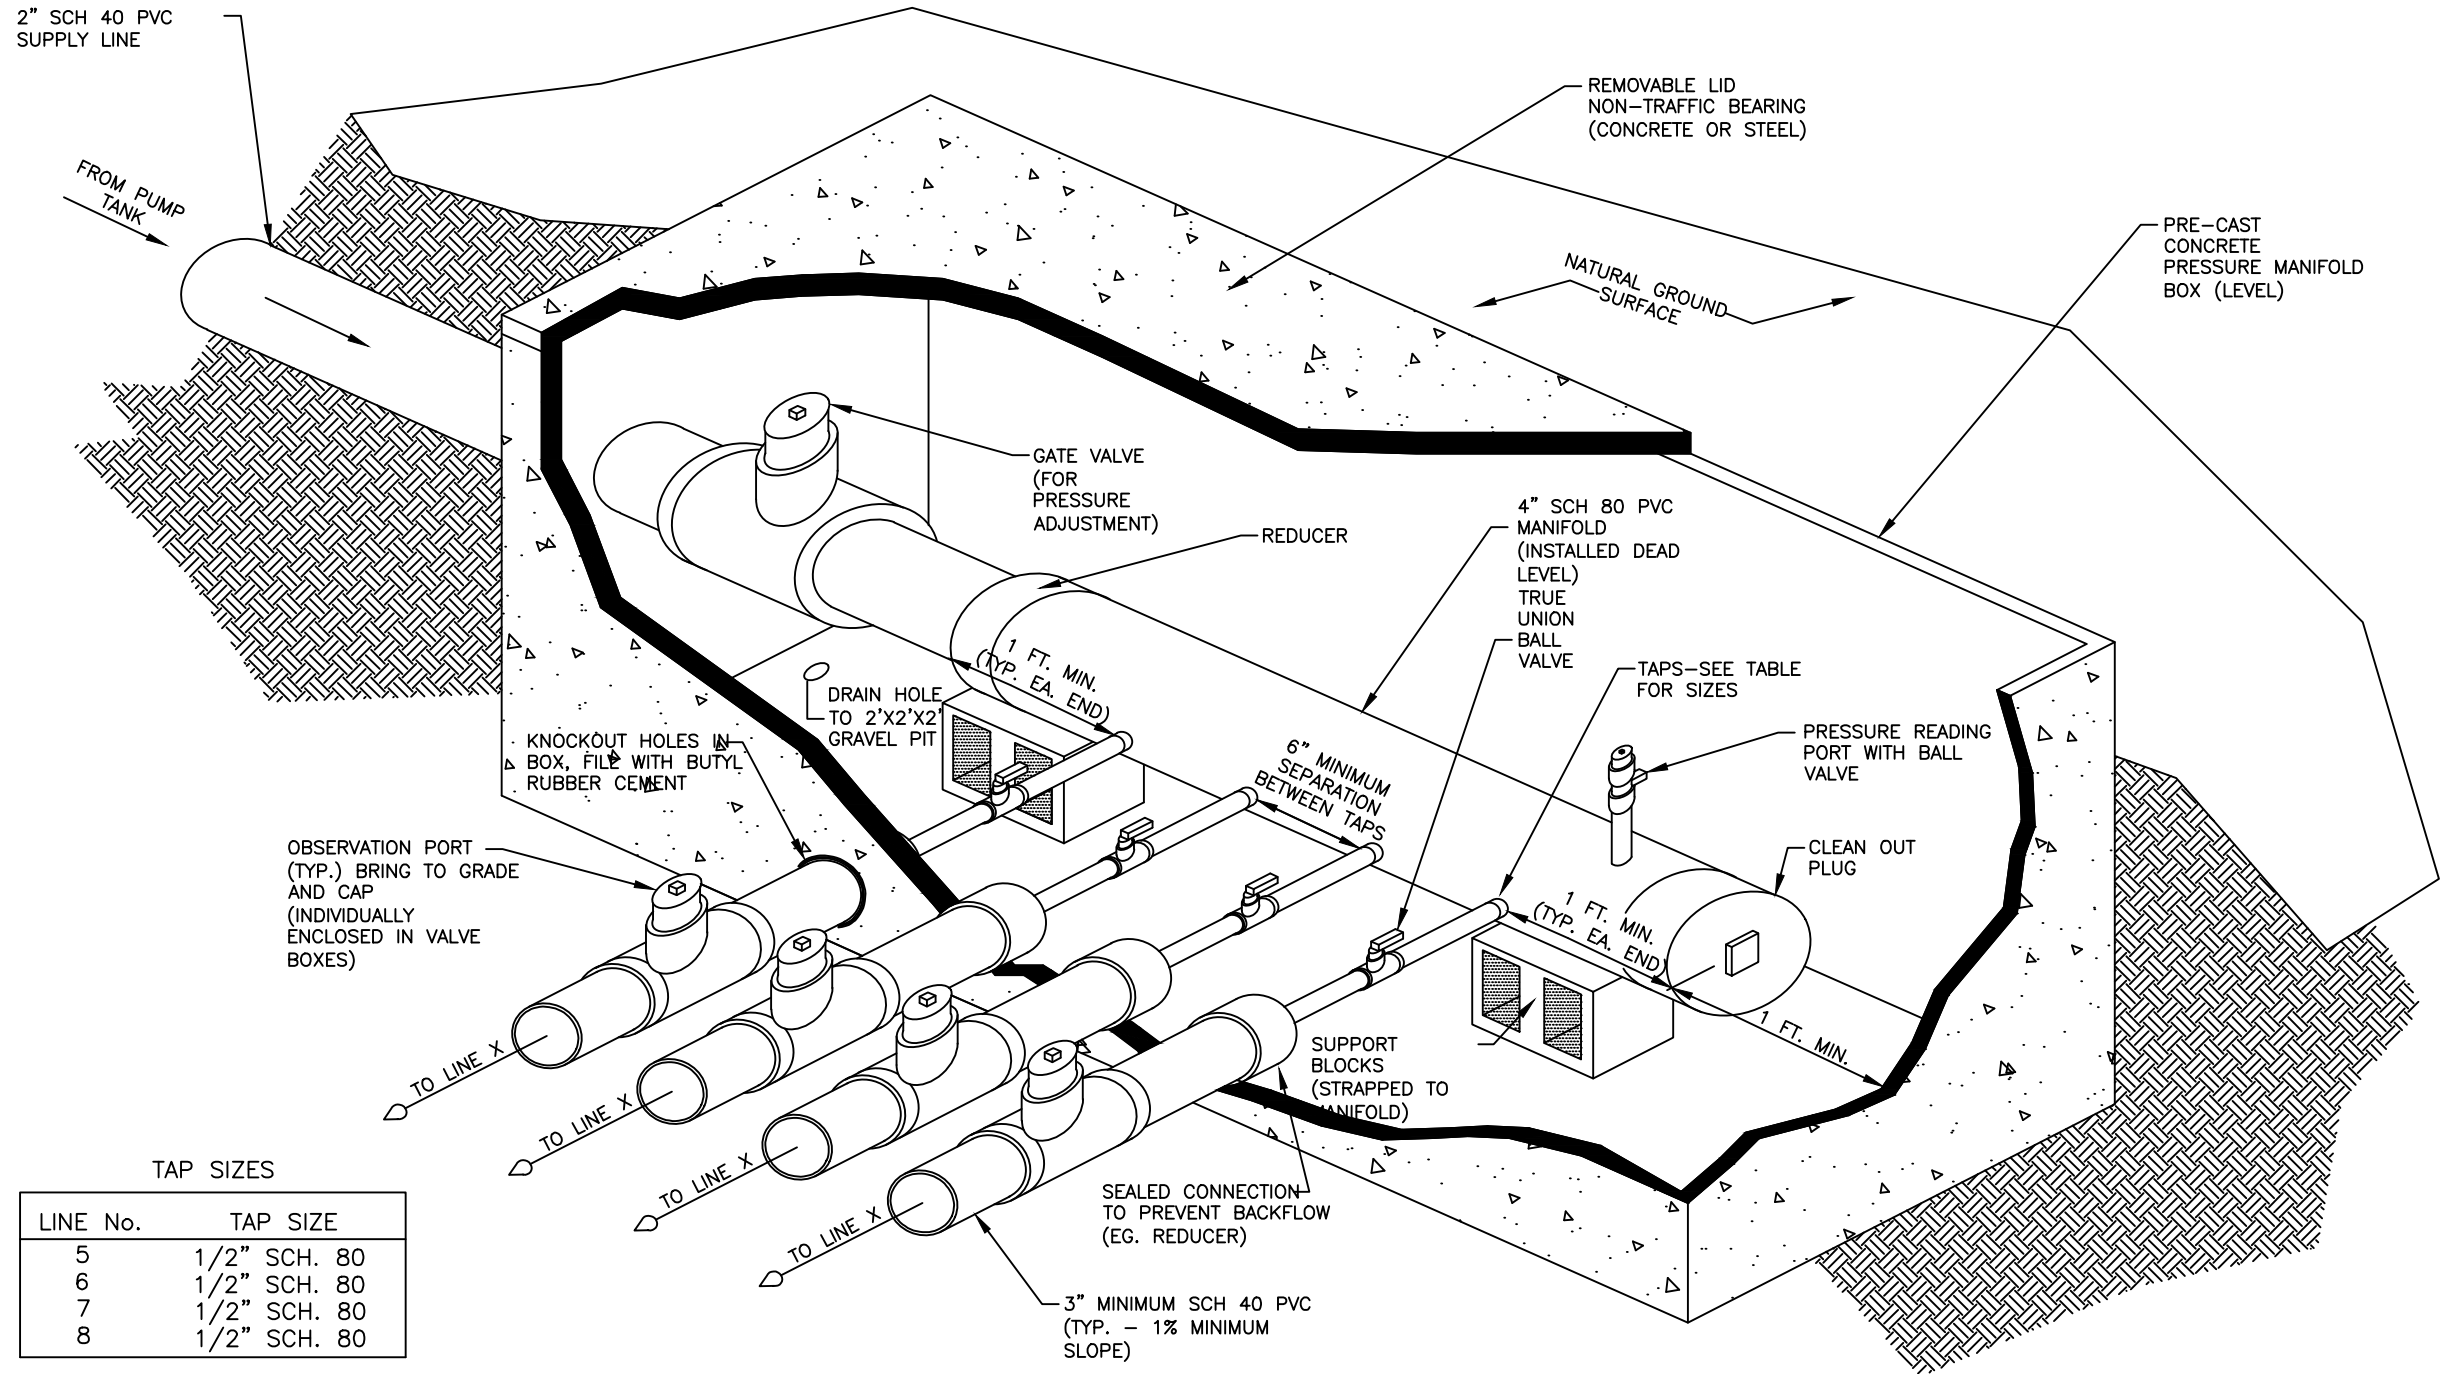 2" SCH 40 PVC
SUPPLY LINE
FROM PUMP
TANK
REMOVABLE LID
NON-TRAFFIC BEARING
(CONCRETE OR STEEL)
PRE-CAST
CONCRETE
PRESSURE MANIFOLD
BOX (LEVEL)
NATURAL GROUND
SURFACE
GATE VALVE
(FOR
PRESSURE
ADJUSTMENT)
REDUCER
4" SCH 80 PVC
MANIFOLD
(INSTALLED DEAD
LEVEL)
TRUE
UNION
BALL
VALVE
TAPS-SEE TABLE
FOR SIZES
PRESSURE READING
PORT WITH BALL
VALVE
CLEAN OUT
PLUG
1 FT. MIN.
(TYP. EA. END)
DRAIN HOLE
TO 2'X2'X2'
GRAVEL PIT
KNOCKOUT HOLES IN
BOX, FILL WITH BUTYL
RUBBER CEMENT
6" MINIMUM
SEPARATION
BETWEEN TAPS
OBSERVATION PORT
(TYP.) BRING TO GRADE
AND CAP
(INDIVIDUALLY
ENCLOSED IN VALVE
BOXES)
1 FT. MIN.
(TYP. EA. END)
1 FT. MIN.
SUPPORT
BLOCKS
(STRAPPED TO
MANIFOLD)
TO LINE X
TO LINE X
TO LINE X
TO LINE X
SEALED CONNECTION
TO PREVENT BACKFLOW
(EG. REDUCER)
3" MINIMUM SCH 40 PVC
(TYP. - 1% MINIMUM
SLOPE)
TAP SIZES
LINE No. TAP SIZE
5 1/2" SCH. 80
6 1/2" SCH. 80
7 1/2" SCH. 80
8 1/2" SCH. 80